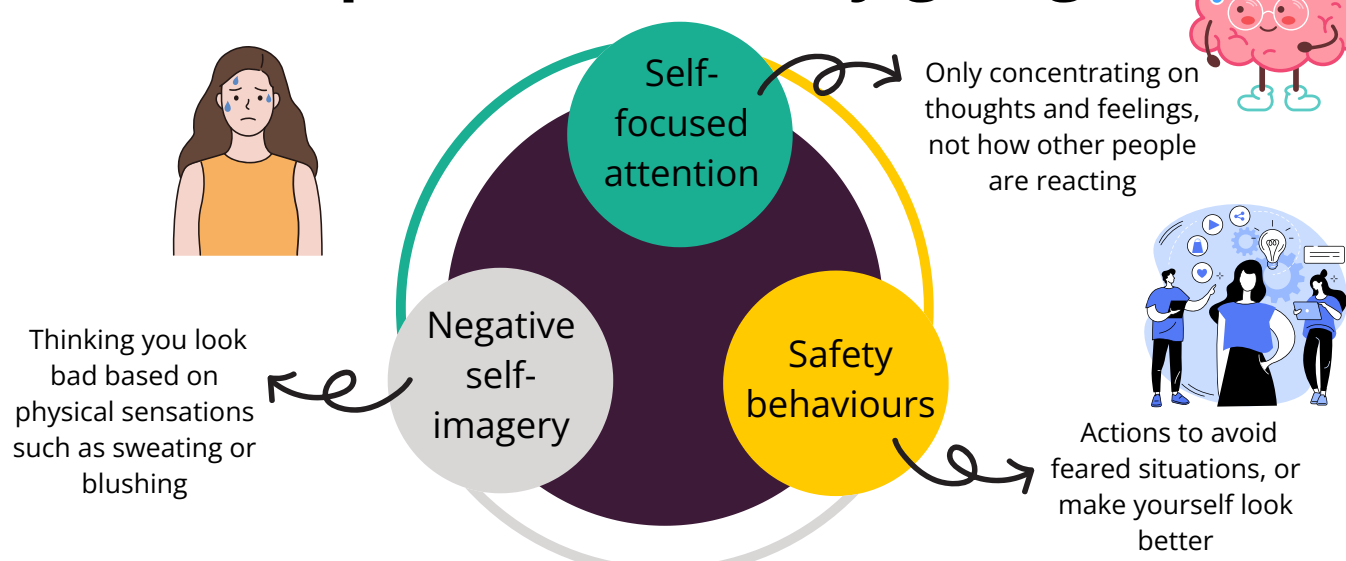 Self-
focused
attention
Only concentrating on
thoughts and feelings,
not how other people
are reacting
Negative
self-
imagery
Thinking you look
bad based on
physical sensations
such as sweating or
blushing
Safety
behaviours
Actions to avoid
feared situations, or
make yourself look
better